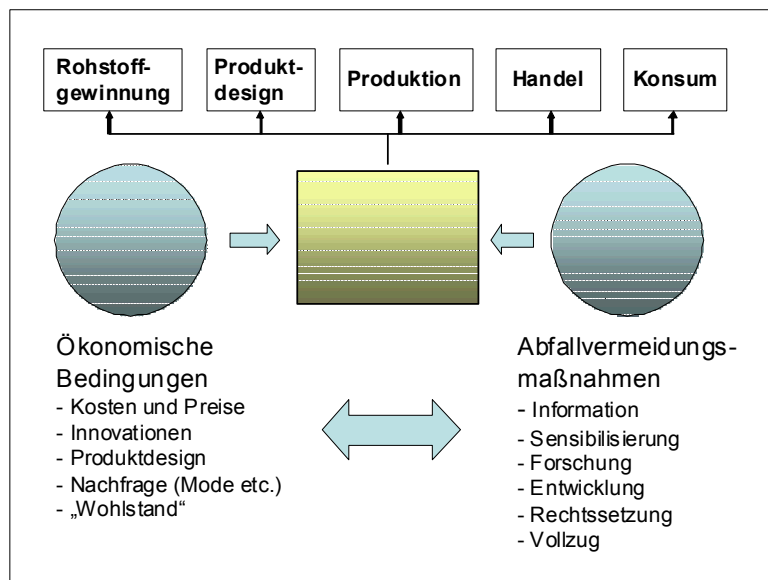 Rohstoff-
gewinnung
Produkt-
design
Produktion
Handel
Konsum
Ökonomische
Bedingungen
- Kosten und Preise
- Innovationen
- Produktdesign
- Nachfrage (Mode etc.)
- „Wohlstand“
Abfallvermeidungs-
maßnahmen
- Information
- Sensibilisierung
- Forschung
- Entwicklung
- Rechtssetzung
- Vollzug